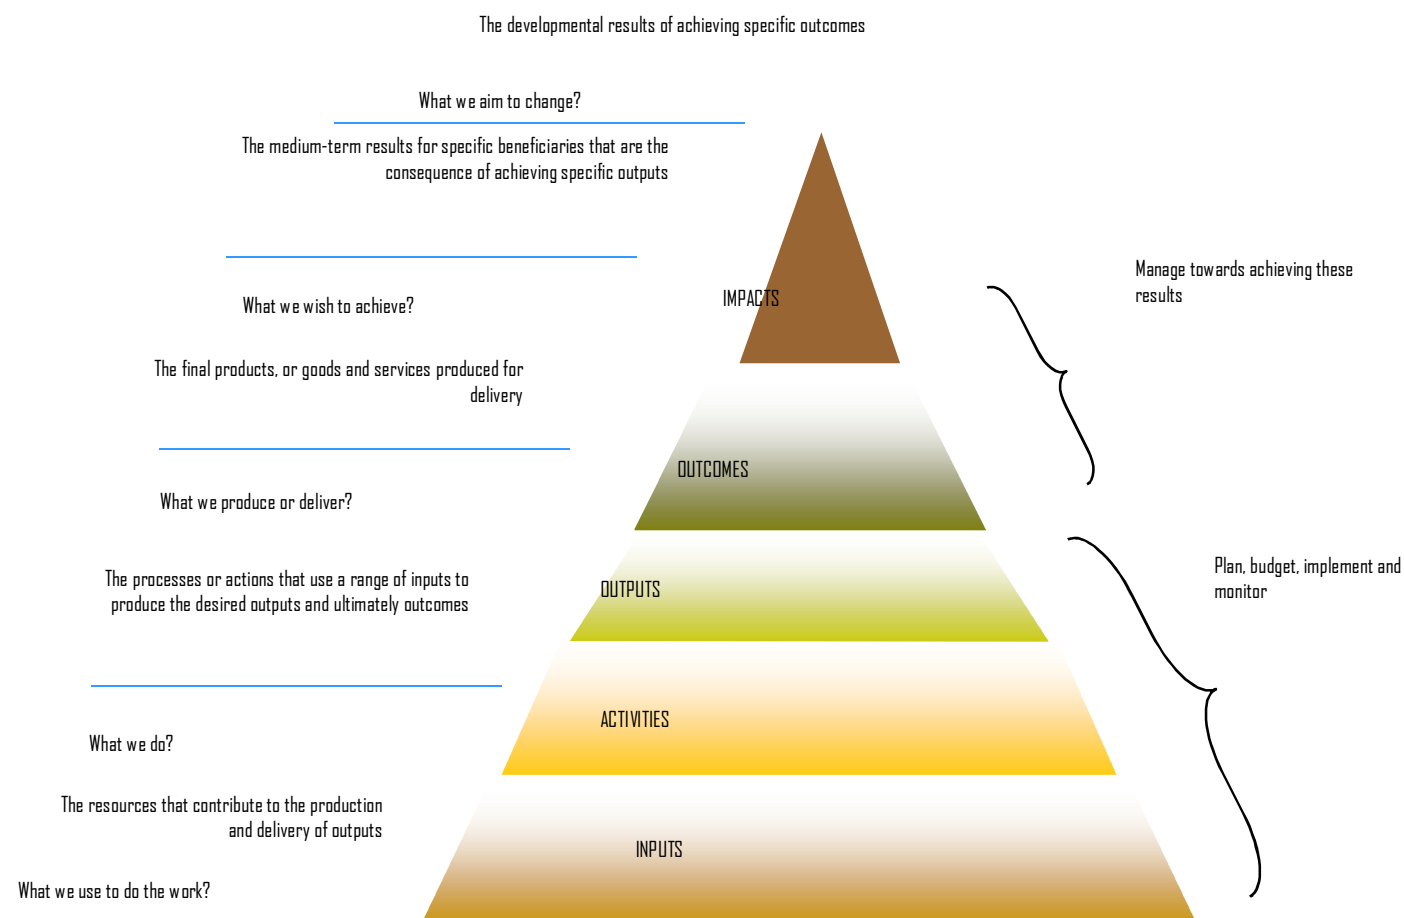 The developmental results of achieving specific outcomes
What we aim to change?
The medium-term results for specific beneficiaries that are the
consequence of achieving specific outputs
Manage towards achieving these
results
IMPACTS
What we wish to achieve?
The final products, or goods and services produced for
delivery
OUTCOMES
What we produce or deliver?
Plan, budget, implement and
monitor
The processes or actions that use a range of inputs to
produce the desired outputs and ultimately outcomes
OUTPUTS
ACTIVITIES
What we do?
The resources that contribute to the production
and delivery of outputs
INPUTS
What we use to do the work?